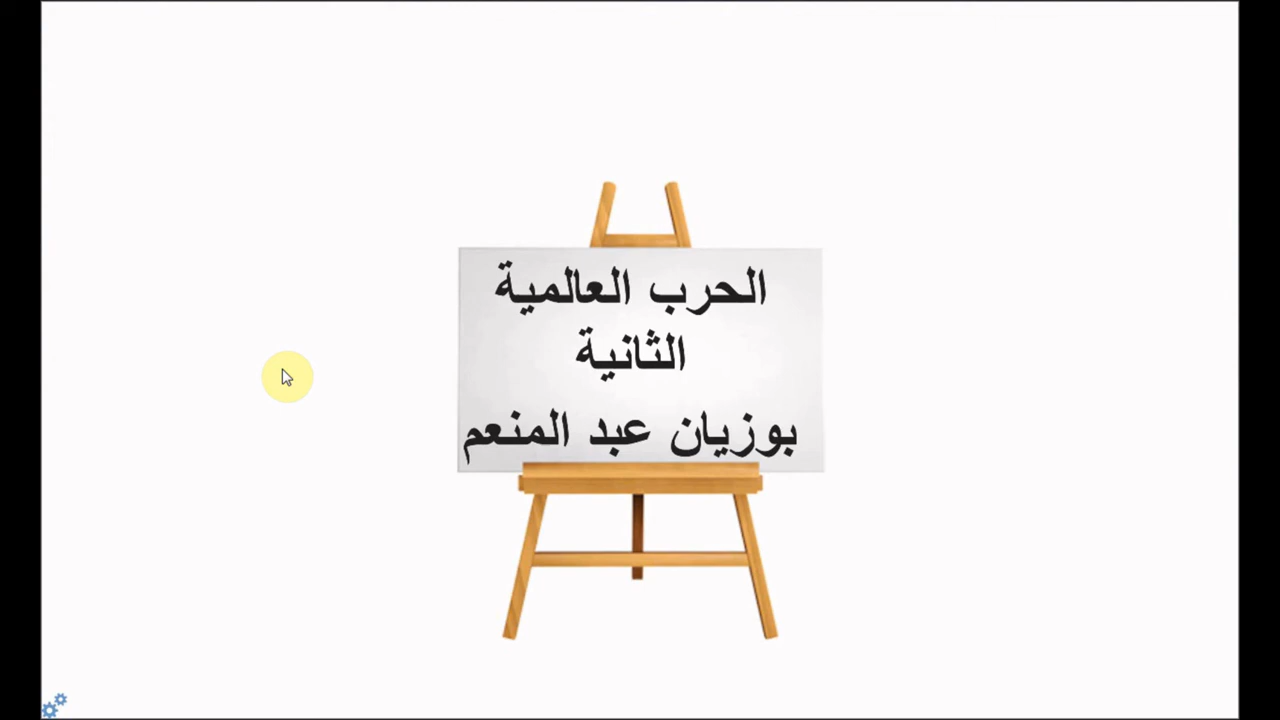 الحرب العالمية
الثانية
بوزيان عبد المنعم